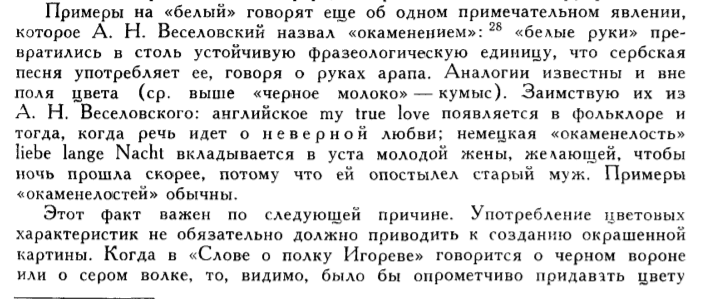 Примеры на «белый» говорят еще об одном примечательном явлении,
которое А. Н. Веселовский назвал «окаменением»: 28 «белые руки» пре-
вратились в столь устойчивую фразеологическую единицу, что сербская
песня употребляет ее, говоря о руках арапа. Аналогии известны и вне
поля цвета (ср. выше «черное молоко» — кумыс). Заимствую их из
А. Н. Веселовского: английское my true love появляется в фольклоре и
тогда, когда речь идет о неверной любви; немецкая «окаменелость»
liebe lange Nacht вкладывается в уста молодой жены, желающей, чтобы
ночь прошла скорее, потому что ей опостылел старый муж. Примеры
«окаменелостей» обычны.
Этот факт важен по следующей причине. Употребление цветовых
характеристик не обязательно должно приводить к созданию окрашенной
картины. Когда в «Слове о полку Игореве» говорится о черном вороне
или о сером волке, то, видимо, было бы опрометчиво придавать цвету